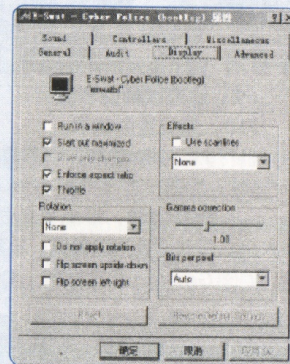 E-Swat - Cyber Police (bootleg) 属性
Sound Controllers Miscellaneous
General Audit Display Advanced
E-Swat - Cyber Police (bootleg)
"eswatbl"
Run in a window
Start out maximized
Enforce aspect ratio
Throttle
Effects
Use scanlines
None
Rotation
None
Do not apply rotation
Flip screen upside-down
Flip screen left-right
Gamma correction
1.00
Bits per pixel
Auto
Reset
确定 取消